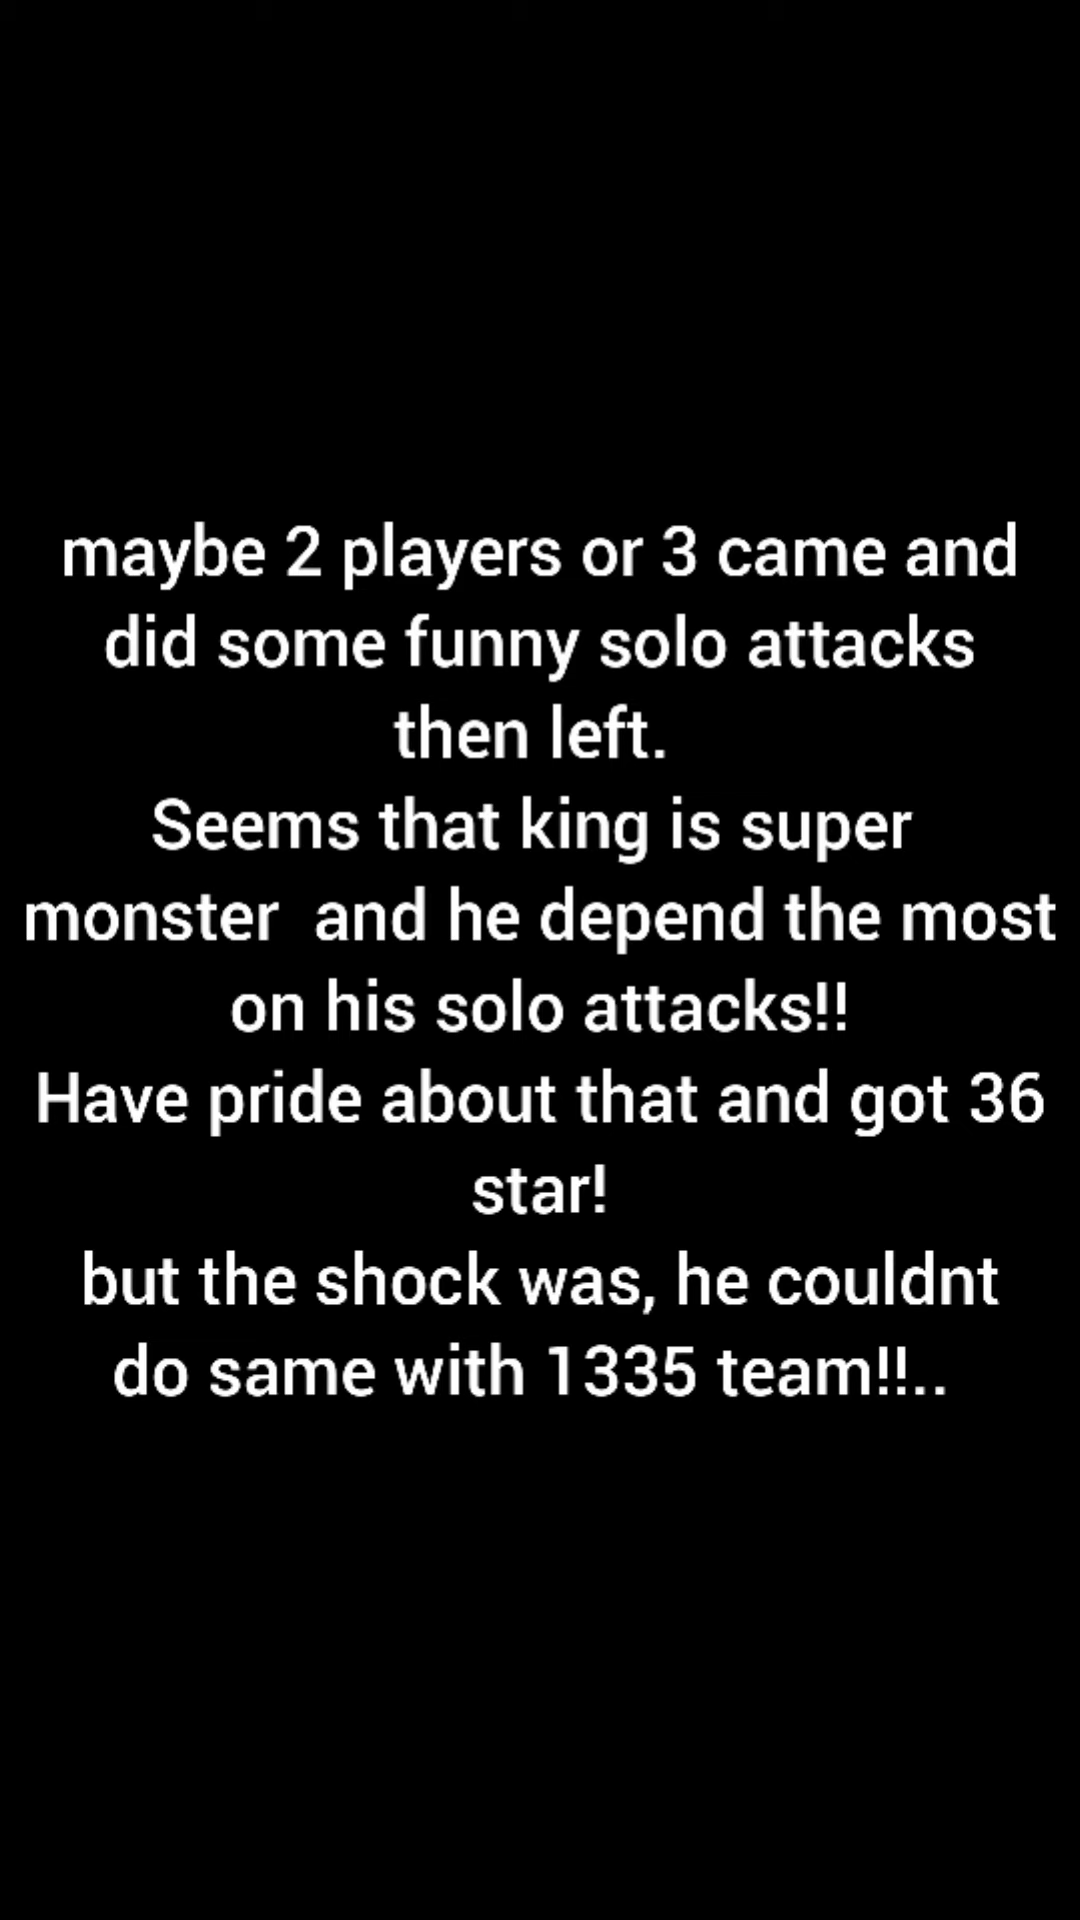 maybe 2 players or 3 came and
did some funny solo attacks
then left.
Seems that king is super
monster  and he depend the most
on his solo attacks!!
Have pride about that and got 36
star!
but the shock was, he couldnt
do same with 1335 team!!..